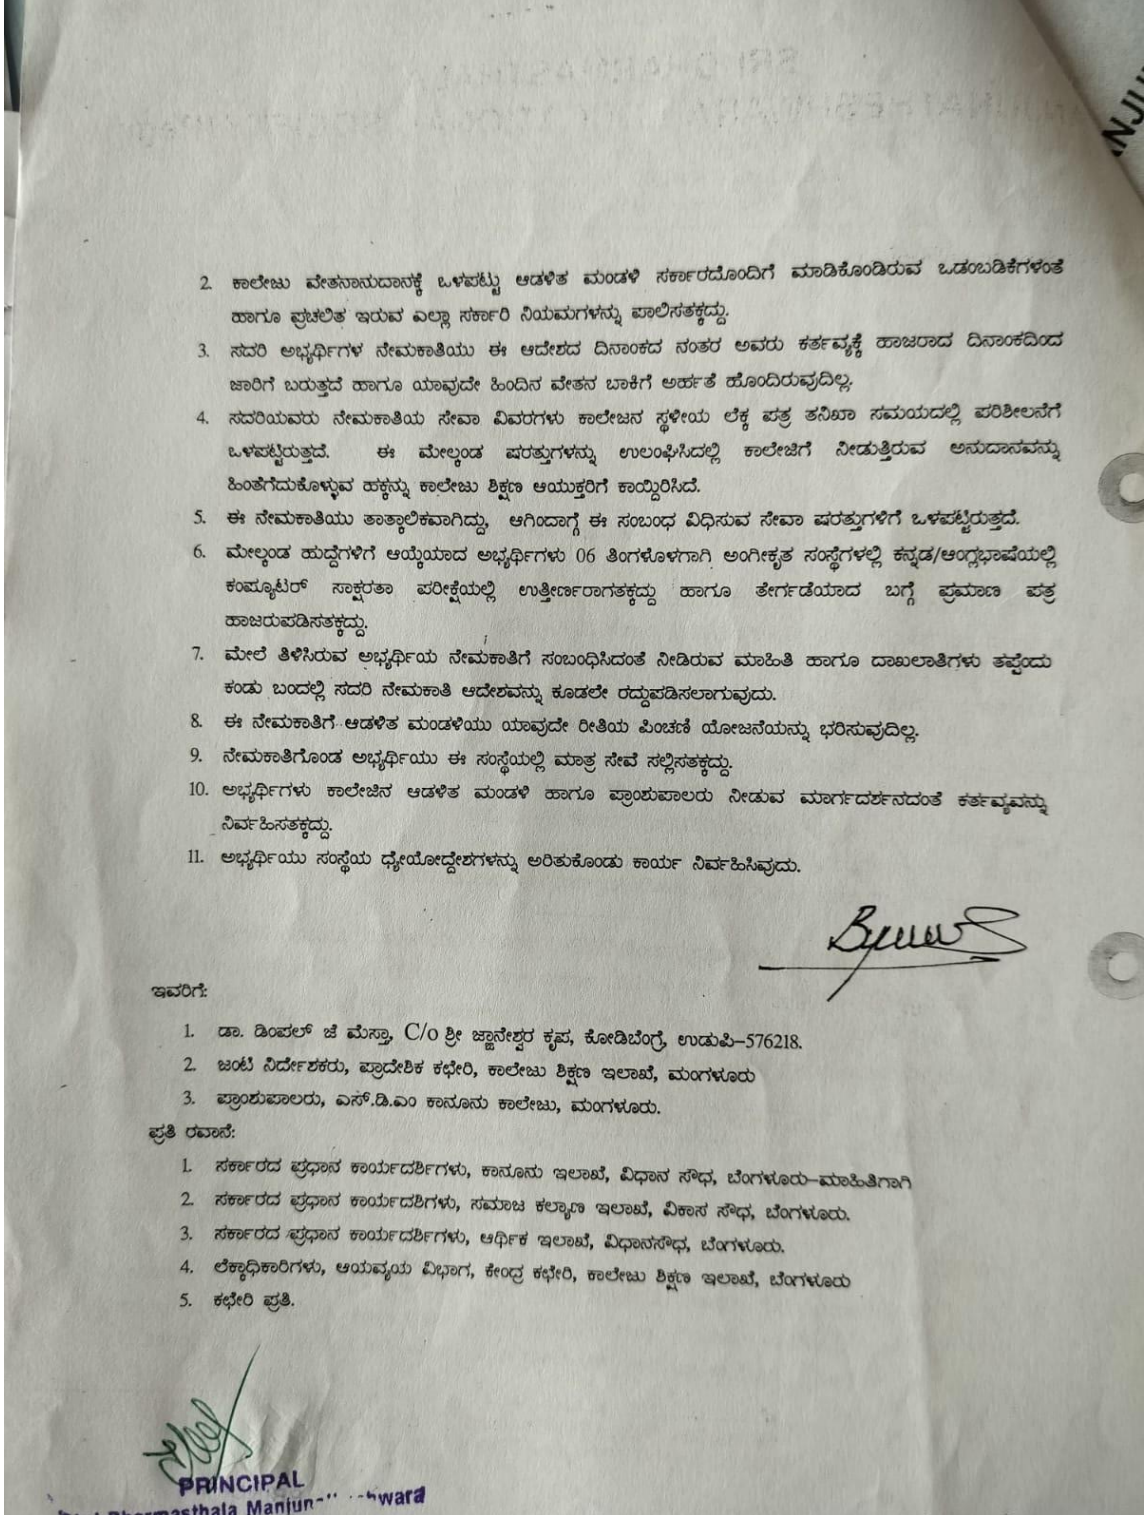 2. ಕಾಲೇಜು ವೇತನಾನುದಾನಕ್ಕೆ ಒಳಪಟ್ಟು ಆಡಳಿತ ಮಂಡಳಿ ಸರ್ಕಾರದೊಂದಿಗೆ ಮಾಡಿಕೊಂಡಿರುವ ಒಡಂಬಡಿಕೆಗಳಂತೆ
ಹಾಗೂ ಪ್ರಚಲಿತ ಇರುವ ಎಲ್ಲಾ ಸರ್ಕಾರಿ ನಿಯಮಗಳನ್ನು ಪಾಲಿಸತಕ್ಕದ್ದು.
3. ಸದರಿ ಅಭ್ಯರ್ಥಿಗಳ ನೇಮಕಾತಿಯು ಈ ಆದೇಶದ ದಿನಾಂಕದ ನಂತರ ಅವರು ಕರ್ತವ್ಯಕ್ಕೆ ಹಾಜರಾದ ದಿನಾಂಕದಿಂದ
ಜಾರಿಗೆ ಬರುತ್ತದೆ ಹಾಗೂ ಯಾವುದೇ ಹಿಂದಿನ ವೇತನ ಬಾಕಿಗೆ ಅರ್ಹತೆ ಹೊಂದಿರುವುದಿಲ್ಲ.
4. ಸದರಿಯವರು ನೇಮಕಾತಿಯ ಸೇವಾ ವಿವರಗಳು ಕಾಲೇಜನ ಸ್ಥಳೀಯ ಲೆಕ್ಕ ಪತ್ರ ತನಿಖಾ ಸಮಯದಲ್ಲಿ ಪರಿಶೀಲನೆಗೆ
ಒಳಪಟ್ಟಿರುತ್ತದೆ. ಈ ಮೇಲ್ಕಂಡ ಷರತ್ತುಗಳನ್ನು ಉಲಂಘಿಸಿದಲ್ಲಿ ಕಾಲೇಜಿಗೆ ನೀಡುತ್ತಿರುವ ಅನುದಾನವನ್ನು
ಹಿಂತೆಗೆದುಕೊಳ್ಳುವ ಹಕ್ಕನ್ನು ಕಾಲೇಜು ಶಿಕ್ಷಣ ಆಯುಕ್ತರಿಗೆ ಕಾಯ್ದಿರಿಸಿದೆ.
5. ಈ ನೇಮಕಾತಿಯು ತಾತ್ಕಾಲಿಕವಾಗಿದ್ದು, ಆಗಿಂದಾಗ್ಗೆ ಈ ಸಂಬಂಧ ವಿಧಿಸುವ ಸೇವಾ ಷರತ್ತುಗಳಿಗೆ ಒಳಪಟ್ಟಿರುತ್ತದೆ.
6. ಮೇಲ್ಕಂಡ ಹುದ್ದೆಗಳಿಗೆ ಆಯ್ಕೆಯಾದ ಅಭ್ಯರ್ಥಿಗಳು 06 ತಿಂಗಳೊಳಗಾಗಿ ಅಂಗೀಕೃತ ಸಂಸ್ಥೆಗಳಲ್ಲಿ ಕನ್ನಡ/ಆಂಗ್ಲಭಾಷೆಯಲ್ಲಿ
ಕಂಪ್ಯೂಟರ್ ಸಾಕ್ಷರತಾ ಪರೀಕ್ಷೆಯಲ್ಲಿ ಉತ್ತೀರ್ಣರಾಗತಕ್ಕದ್ದು ಹಾಗೂ ತೇರ್ಗಡೆಯಾದ ಬಗ್ಗೆ ಪ್ರಮಾಣ ಪತ್ರ
ಹಾಜರುಪಡಿಸತಕ್ಕದ್ದು.
7. ಮೇಲೆ ತಿಳಿಸಿರುವ ಅಭ್ಯರ್ಥಿಯ ನೇಮಕಾತಿಗೆ ಸಂಬಂಧಿಸಿದಂತೆ ನೀಡಿರುವ ಮಾಹಿತಿ ಹಾಗೂ ದಾಖಲಾತಿಗಳು ತಪ್ಪೆಂದು
ಕಂಡು ಬಂದಲ್ಲಿ ಸದರಿ ನೇಮಕಾತಿ ಆದೇಶವನ್ನು ಕೂಡಲೇ ರದ್ದುಪಡಿಸಲಾಗುವುದು.
8. ಈ ನೇಮಕಾತಿಗೆ ಆಡಳಿತ ಮಂಡಳಿಯು ಯಾವುದೇ ರೀತಿಯ ಪಿಂಚಣಿ ಯೋಜನೆಯನ್ನು ಭರಿಸುವುದಿಲ್ಲ.
9. ನೇಮಕಾತಿಗೊಂಡ ಅಭ್ಯರ್ಥಿಯು ಈ ಸಂಸ್ಥೆಯಲ್ಲಿ ಮಾತ್ರ ಸೇವೆ ಸಲ್ಲಿಸತಕ್ಕದ್ದು.
10. ಅಭ್ಯರ್ಥಿಗಳು ಕಾಲೇಜಿನ ಆಡಳಿತ ಮಂಡಳಿ ಹಾಗೂ ಪ್ರಾಂಶುಪಾಲರು ನೀಡುವ ಮಾರ್ಗದರ್ಶನದಂತೆ ಕರ್ತವ್ಯವನ್ನು
ನಿರ್ವಹಿಸತಕ್ಕದ್ದು.
11. ಅಭ್ಯರ್ಥಿಯು ಸಂಸ್ಥೆಯ ಧ್ಯೇಯೋದ್ದೇಶಗಳನ್ನು ಅರಿತುಕೊಂಡು ಕಾರ್ಯ ನಿರ್ವಹಿಸಿವುದು.
ಇವರಿಗೆ:
1. ಡಾ. ಡಿಂಪಲ್ ಜೆ ಮೆಸ್ತಾ, C/o ಶ್ರೀ ಜ್ಞಾನೇಶ್ವರ ಕೃಪ, ಕೋಡಿಬೆಂಗ್ರೆ, ಉಡುಪಿ–576218.
2. ಜಂಟಿ ನಿರ್ದೇಶಕರು, ಪ್ರಾದೇಶಿಕ ಕಛೇರಿ, ಕಾಲೇಜು ಶಿಕ್ಷಣ ಇಲಾಖೆ, ಮಂಗಳೂರು
3. ಪ್ರಾಂಶುಪಾಲರು, ಎಸ್.ಡಿ.ಎಂ ಕಾನೂನು ಕಾಲೇಜು, ಮಂಗಳೂರು.
ಪ್ರತಿ ರವಾನೆ:
1. ಸರ್ಕಾರದ ಪ್ರಧಾನ ಕಾರ್ಯದರ್ಶಿಗಳು, ಕಾನೂನು ಇಲಾಖೆ, ವಿಧಾನ ಸೌಧ, ಬೆಂಗಳೂರು–ಮಾಹಿತಿಗಾಗಿ
2. ಸರ್ಕಾರದ ಪ್ರಧಾನ ಕಾರ್ಯದಶಿಗಳು, ಸಮಾಜ ಕಲ್ಯಾಣ ಇಲಾಖೆ, ವಿಕಾಸ ಸೌಧ, ಬೆಂಗಳೂರು.
3. ಸರ್ಕಾರದ ಪ್ರಧಾನ ಕಾರ್ಯದರ್ಶಿಗಳು, ಆರ್ಥಿಕ ಇಲಾಖೆ, ವಿಧಾನಸೌಧ, ಬೆಂಗಳೂರು.
4. ಲೆಕ್ಕಾಧಿಕಾರಿಗಳು, ಆಯವ್ಯಯ ವಿಭಾಗ, ಕೇಂದ್ರ ಕಛೇರಿ, ಕಾಲೇಜು ಶಿಕ್ಷಣ ಇಲಾಖೆ, ಬೆಂಗಳೂರು
5. ಕಛೇರಿ ಪ್ರತಿ.
PRINCIPAL